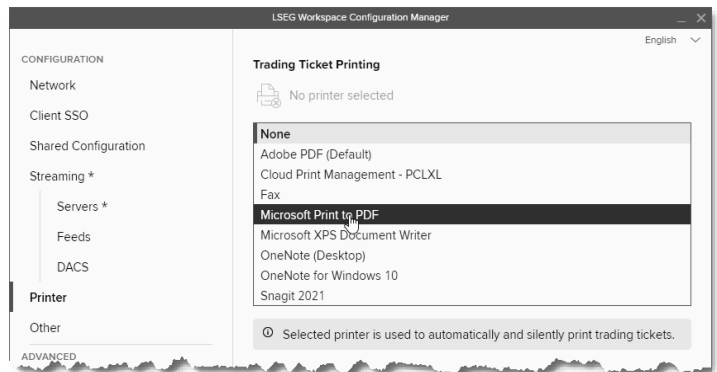 LSEG Workspace Configuration Manager
English
CONFIGURATION
Network
Client SSO
Shared Configuration
Streaming *
Servers *
Feeds
DACS
Printer
Other
ADVANCED
Trading Ticket Printing
No printer selected
None
Adobe PDF (Default)
Cloud Print Management - PCLXL
Fax
Microsoft Print to PDF
Microsoft XPS Document Writer
OneNote (Desktop)
OneNote for Windows 10
Snagit 2021
Selected printer is used to automatically and silently print trading tickets.